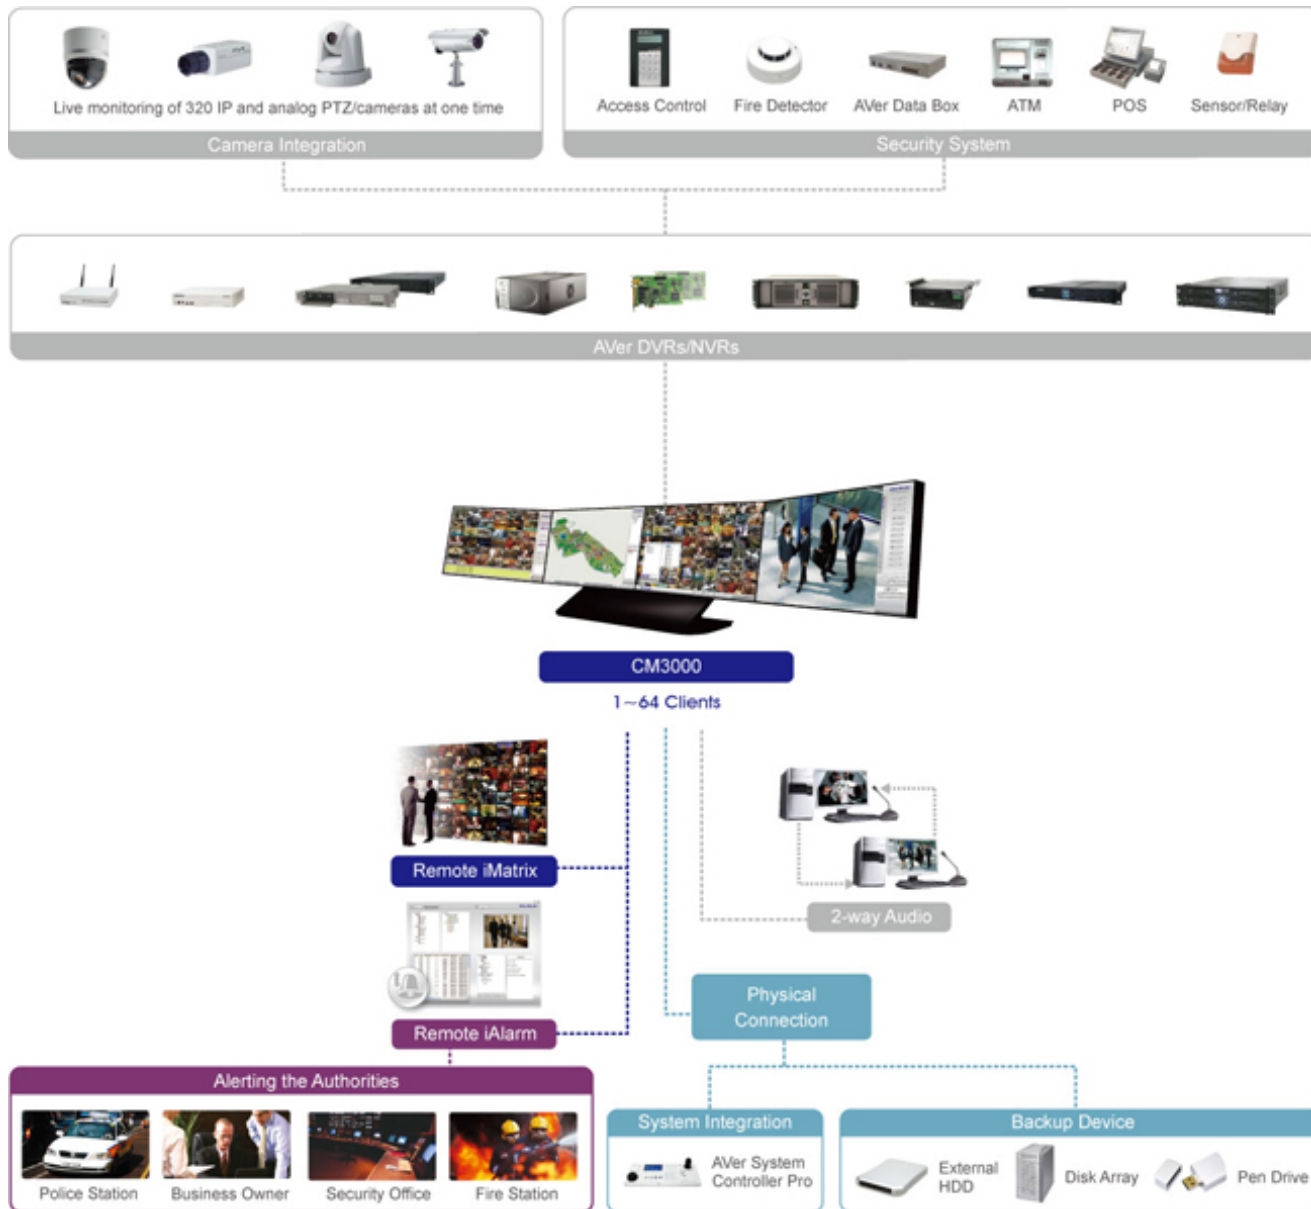 Live monitoring of 320 IP and analog PTZ/cameras at one time
Camera Integration
Access Control
Fire Detector
AVer Data Box
ATM
POS
Sensor/Relay
Security System
AVer DVRs/NVRs
CM3000
1~64 Clients
Remote iMatrix
2-way Audio
Remote iAlarm
Physical
Connection
Alerting the Authorities
Police Station
Business Owner
Security Office
Fire Station
System Integration
AVer System
Controller Pro
Backup Device
External
HDD
Disk Array
Pen Drive